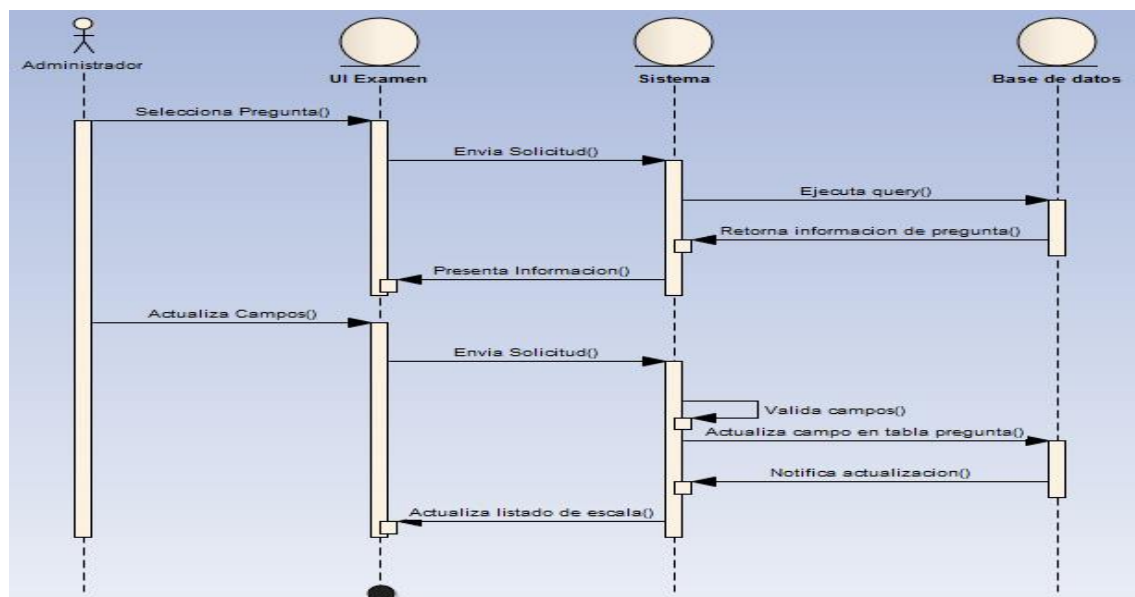 Administrador
UI Examen
Sistema
Base de datos
Selecciona Pregunta()
Envia Solicitud()
Ejecuta query()
Retorna informacion de pregunta()
Presenta Informacion()
Actualiza Campos()
Envia Solicitud()
Valida campos()
Actualiza campo en tabla pregunta()
Notifica actualizacion()
Actualiza listado de escala()